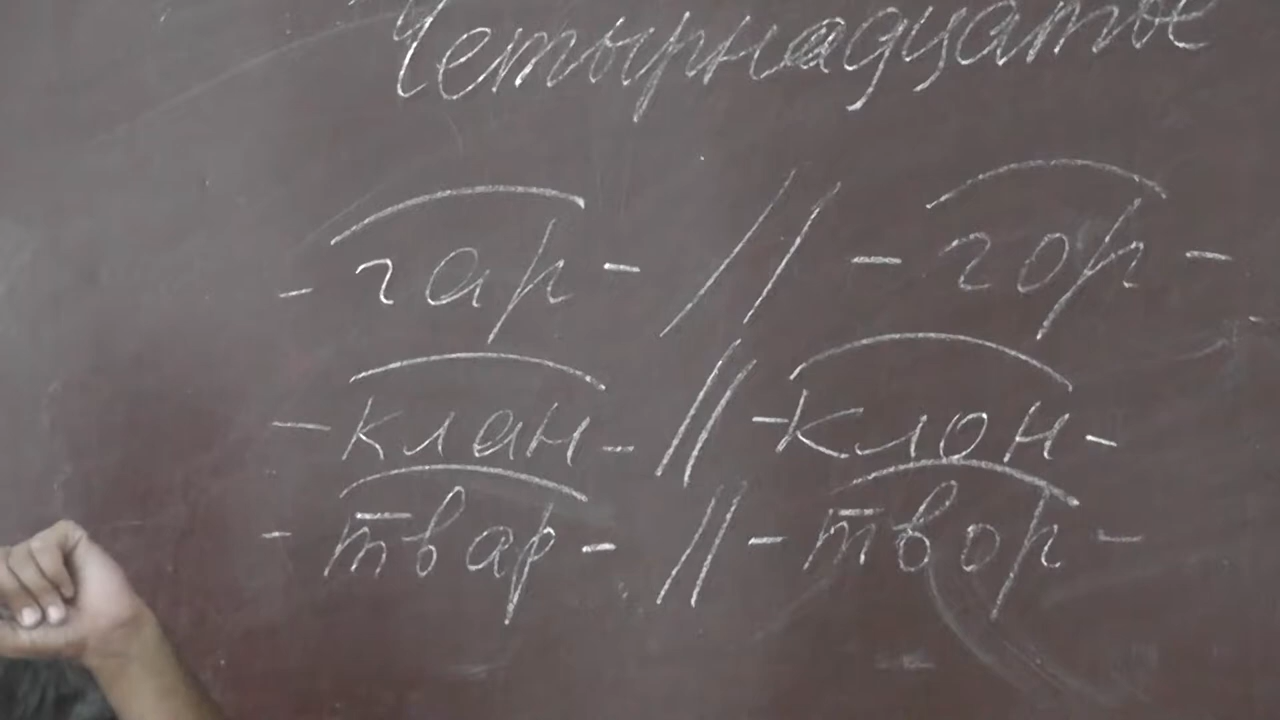 Четырнадцатое
- гар - // - гор -
- клан - // - клон -
- твар - // - твор -